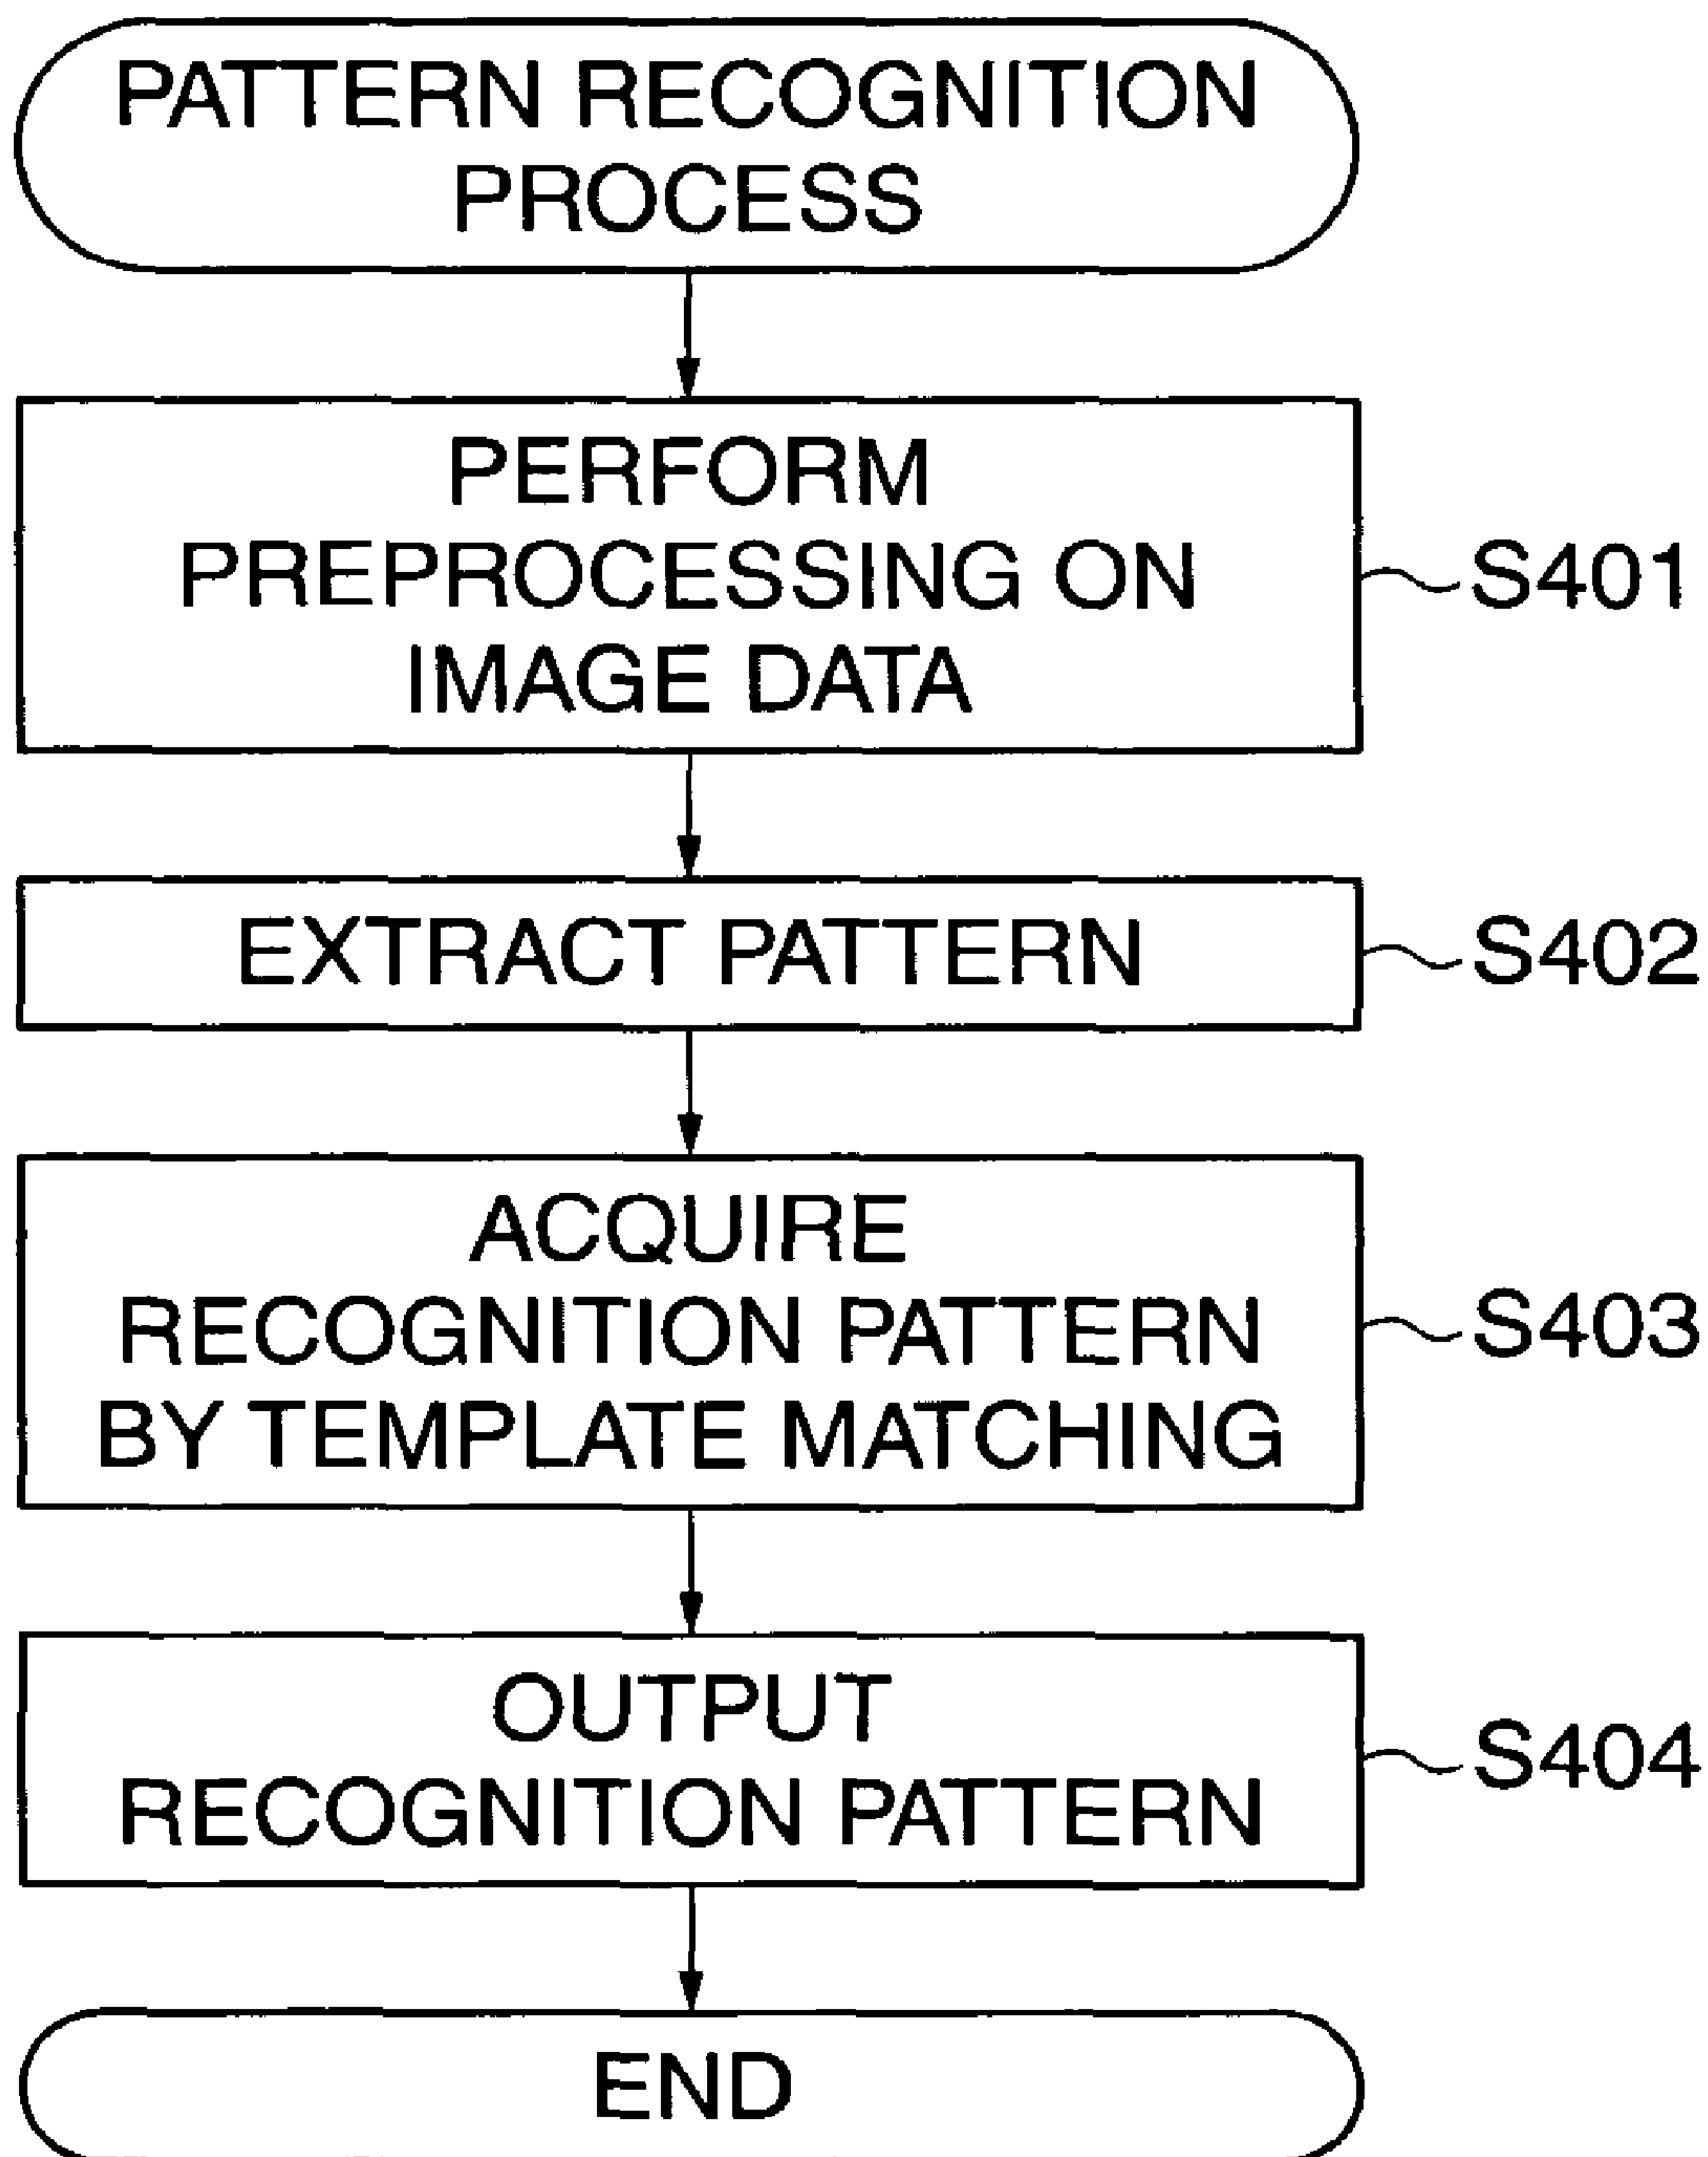 PATTERN RECOGNITION
PROCESS
PERFORM
PREPROCESSING ON
IMAGE DATA
S401
EXTRACT PATTERN
S402
ACQUIRE
RECOGNITION PATTERN
BY TEMPLATE MATCHING
S403
OUTPUT
RECOGNITION PATTERN
S404
END